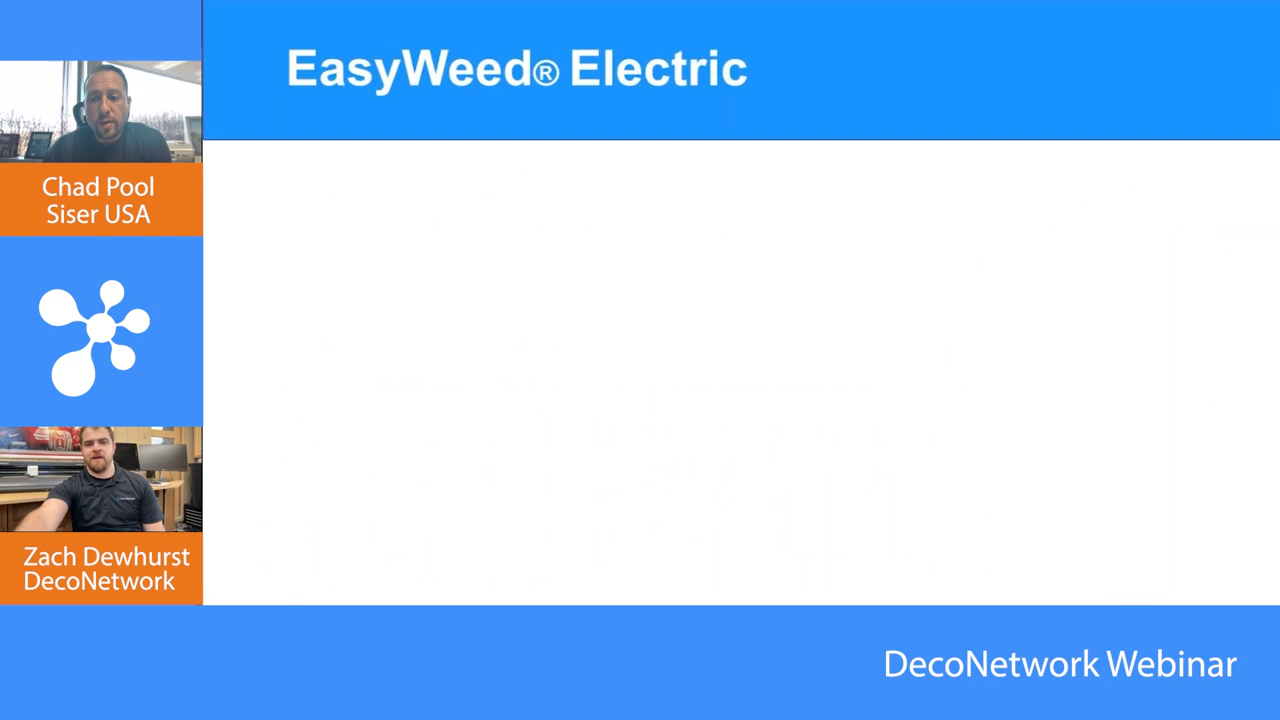 EasyWeed® Electric
Chad Pool
Siser USA
Zach Dewhurst
DecoNetwork
DecoNetwork Webinar